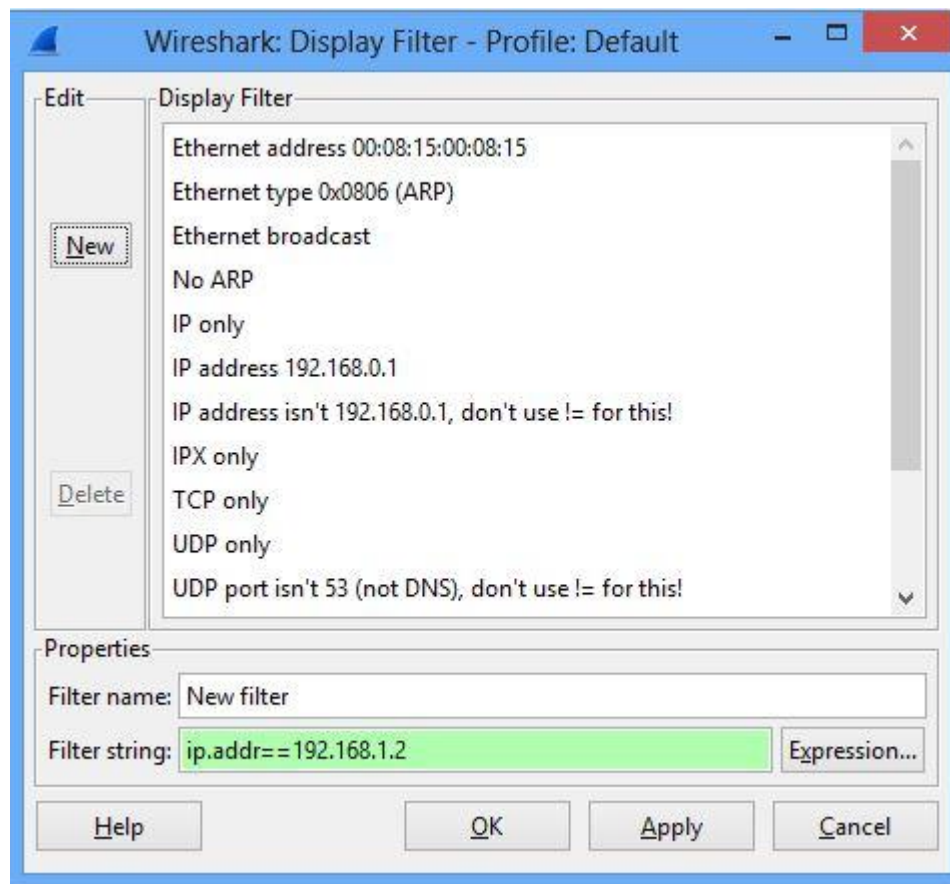 Wireshark: Display Filter - Profile: Default
Edit
Display Filter
New
Delete
Ethernet address 00:08:15:00:08:15
Ethernet type 0x0806 (ARP)
Ethernet broadcast
No ARP
IP only
IP address 192.168.0.1
IP address isn't 192.168.0.1, don't use != for this!
IPX only
TCP only
UDP only
UDP port isn't 53 (not DNS), don't use != for this!
Properties
Filter name: New filter
Filter string: ip.addr==192.168.1.2 Expression...
Help OK Apply Cancel